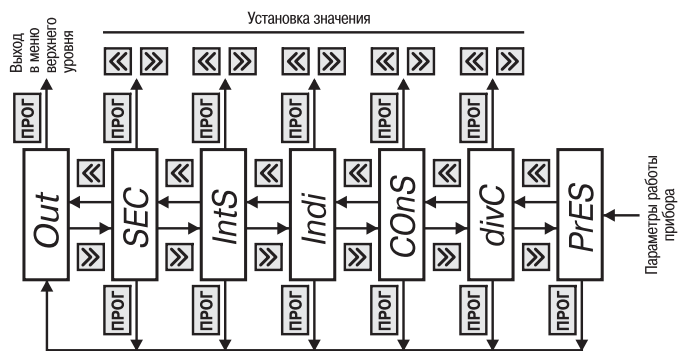 Установка значения
Выход
в меню
верхнего
уровня
ПРОГ
ПРОГ
ПРОГ
ПРОГ
ПРОГ
ПРОГ
Out
SEC
IntS
Indi
COnS
divC
PrES
Параметры работы
прибора
ПРОГ
ПРОГ
ПРОГ
ПРОГ
ПРОГ
ПРОГ